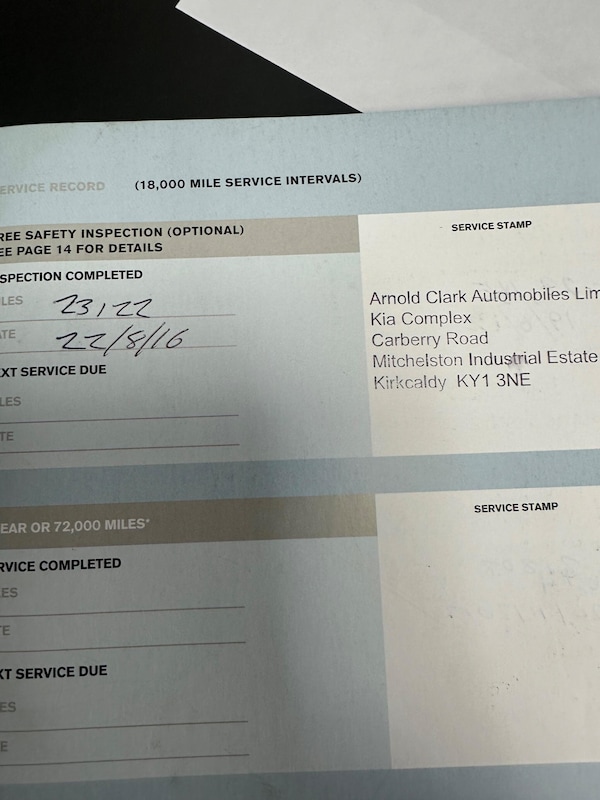 ERVICE RECORD (18,000 MILE SERVICE INTERVALS)
REE SAFETY INSPECTION (OPTIONAL)
EE PAGE 14 FOR DETAILS
SERVICE STAMP
SPECTION COMPLETED
LES 23122
TE 22/8/16
Arnold Clark Automobiles Lim
Kia Complex
Carberry Road
Mitchelston Industrial Estate
Kirkcaldy KY1 3NE
XT SERVICE DUE
LES
TE
EAR OR 72,000 MILES*
SERVICE STAMP
RVICE COMPLETED
ES
E
XT SERVICE DUE
ES
E